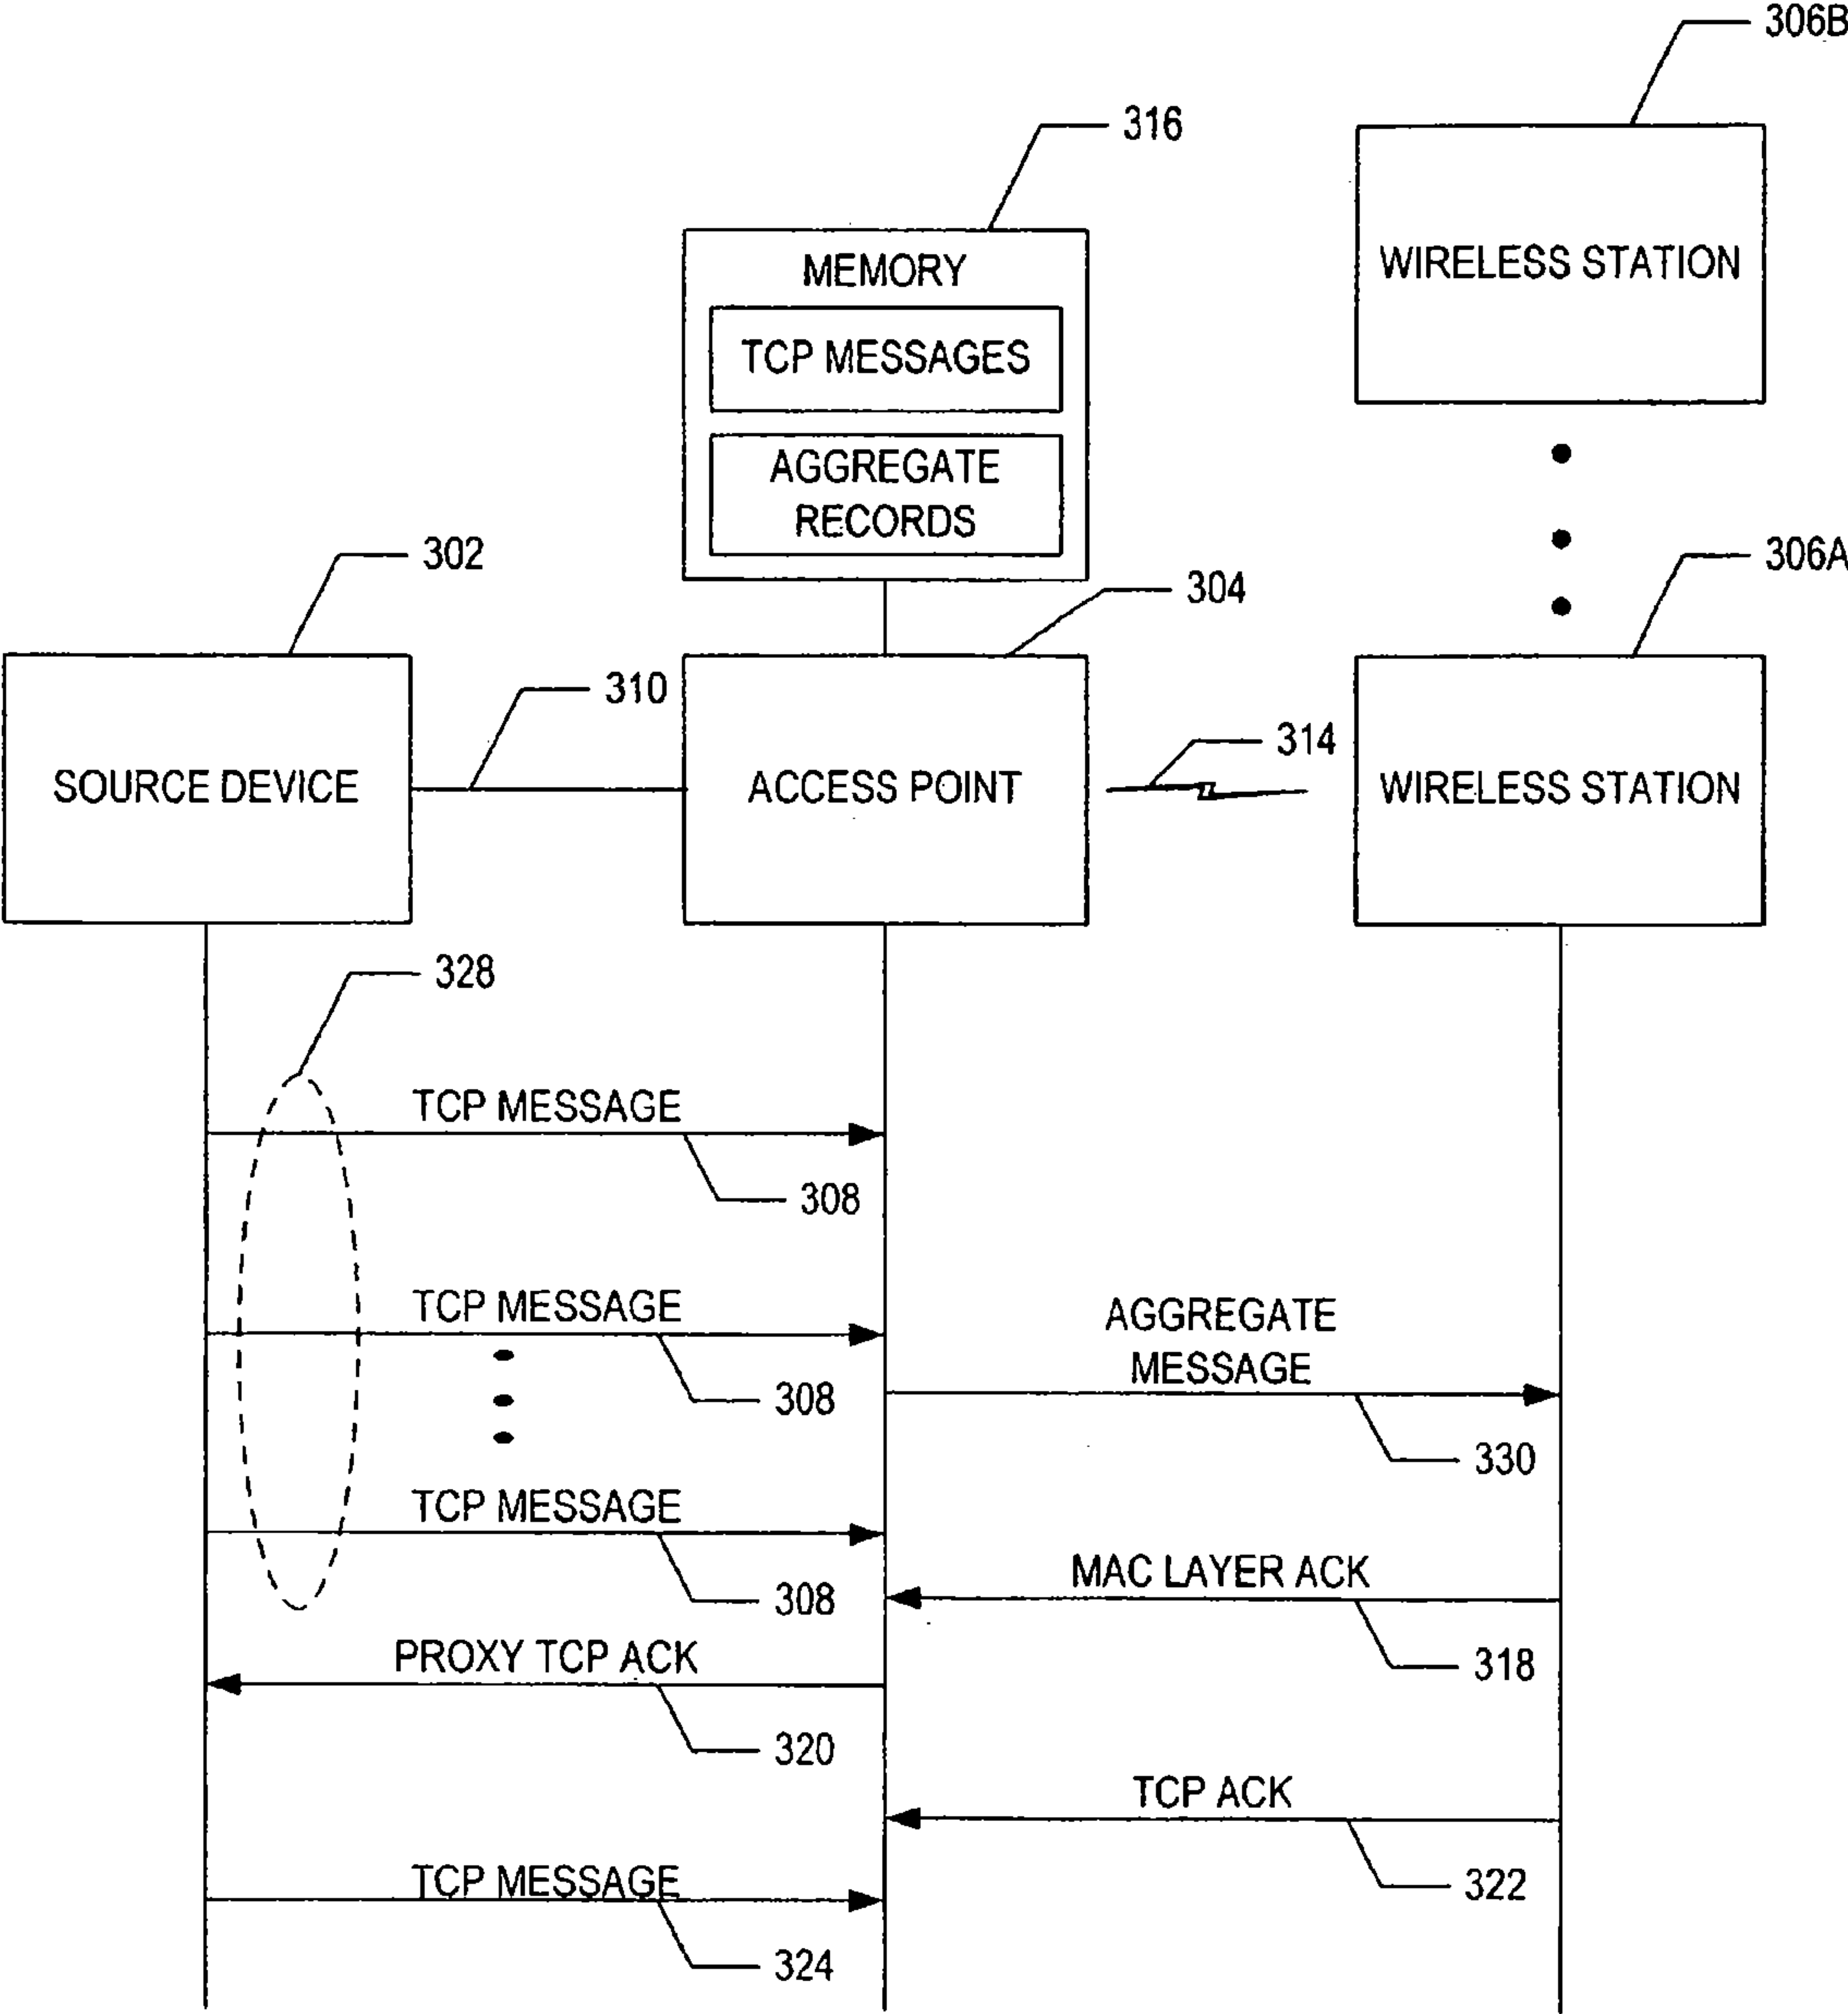 306B
316
WIRELESS STATION
MEMORY
TCP MESSAGES
AGGREGATE
RECORDS
302
306A
304
310
314
SOURCE DEVICE
ACCESS POINT
WIRELESS STATION
328
TCP MESSAGE
308
TCP MESSAGE
AGGREGATE
MESSAGE
308
330
TCP MESSAGE
MAC LAYER ACK
308
318
PROXY TCP ACK
320
TCP ACK
322
TCP MESSAGE
324